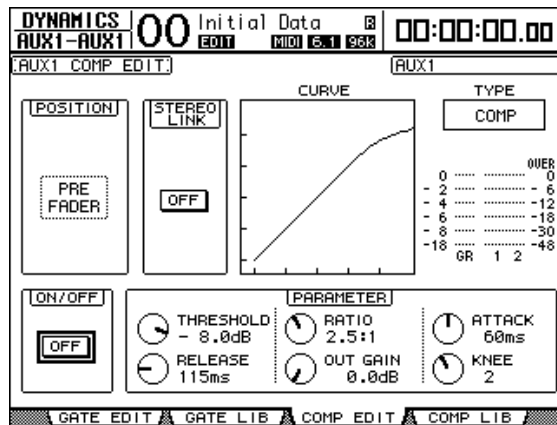 DYNAMICS
AUX1-AUX1
00 Initial Data R
EDIT MIDI 6.1 96K
00:00:00.00
AUX1 COMP EDIT
AUX1
POSITION
PRE
FADER
STEREO
LINK
OFF
CURVE
TYPE
COMP
OVER
0 0
- 2 - 6
- 4 -12
- 6 -18
- 8 -30
-18 -48
GR 1 2
ON/OFF
OFF
PARAMETER
THRESHOLD
- 8.0dB
RATIO
2.5:1
ATTACK
60ms
RELEASE
115ms
OUT GAIN
0.0dB
KNEE
2
GATE EDIT GATE LIB COMP EDIT COMP LIB